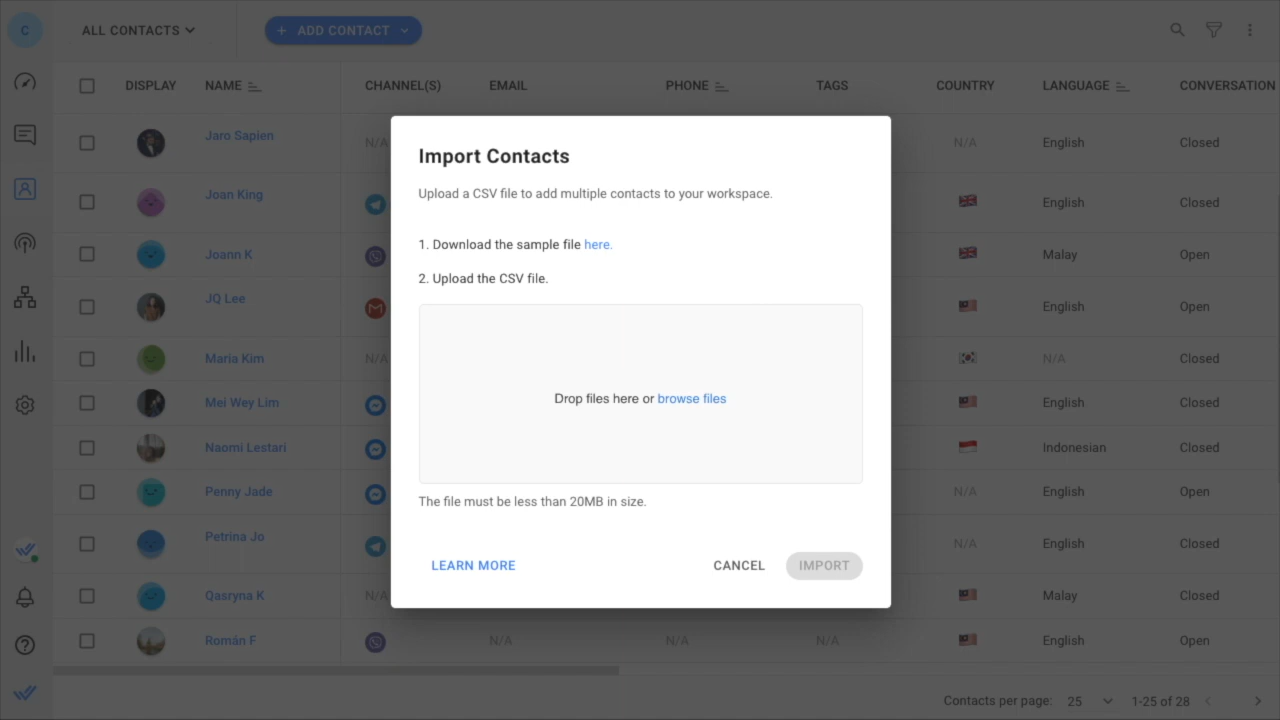 C
ALL CONTACTS
+ ADD CONTACT
DISPLAY NAME CHANNEL(S) EMAIL PHONE TAGS COUNTRY LANGUAGE CONVERSATION
Import Contacts
Upload a CSV file to add multiple contacts to your workspace.
1. Download the sample file here.
2. Upload the CSV file.
Drop files here or browse files
The file must be less than 20MB in size.
LEARN MORE CANCEL IMPORT
Jaro Sapien N/A N/A English Closed
Joan King English Closed
Joann K Malay Open
JQ Lee English Open
Maria Kim N/A N/A Closed
Mei Wey Lim English Closed
Naomi Lestari Indonesian Closed
Penny Jade N/A English Open
Petrina Jo N/A English Closed
Qasryna K N/A Malay Closed
Román F N/A N/A N/A English Open
Contacts per page: 25 1-25 of 28